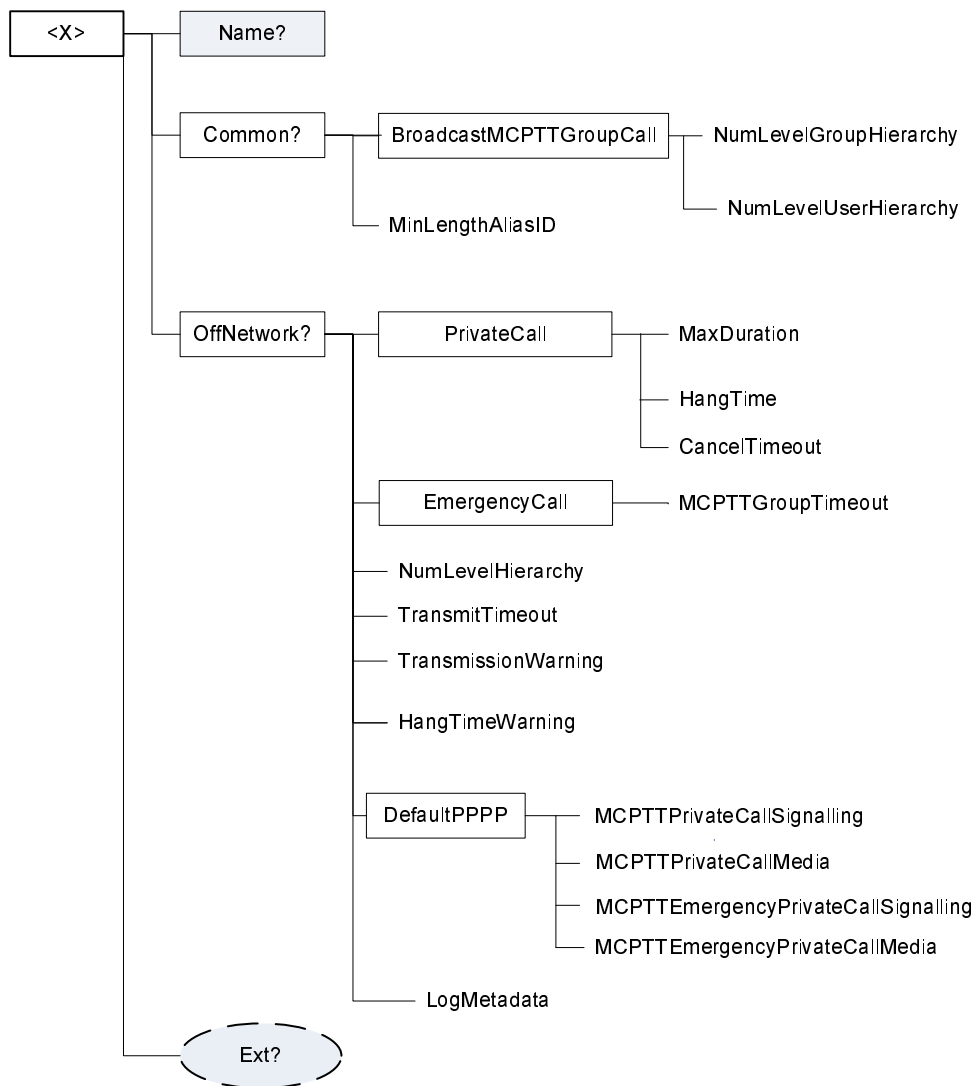 <X>
Name?
Common?
BroadcastMCPTTGroupCall
NumLevelGroupHierarchy
NumLevelUserHierarchy
MinLengthAliasID
OffNetwork?
PrivateCall
MaxDuration
HangTime
CancelTimeout
EmergencyCall
MCPTTGroupTimeout
NumLevelHierarchy
TransmitTimeout
TransmissionWarning
HangTimeWarning
DefaultPPPP
MCPTTPrivateCallSignalling
MCPTTPrivateCallMedia
MCPTTEmergencyPrivateCallSignalling
MCPTTEmergencyPrivateCallMedia
LogMetadata
Ext?